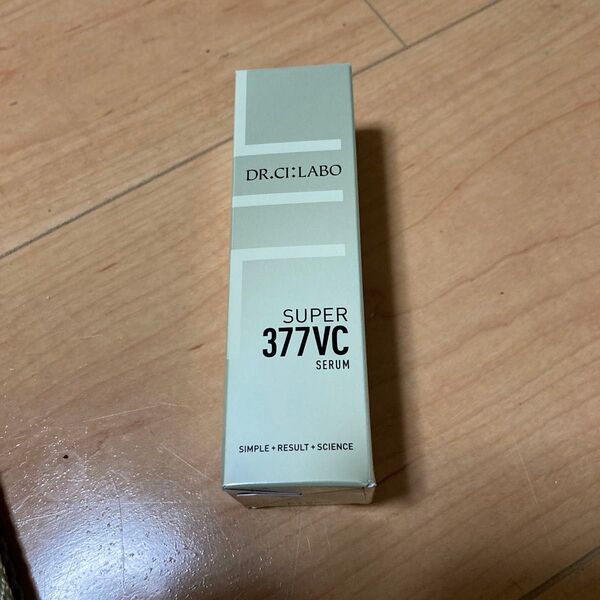 DR.CI:LABO
SUPER
377VC
SERUM
SIMPLE + RESULT + SCIENCE